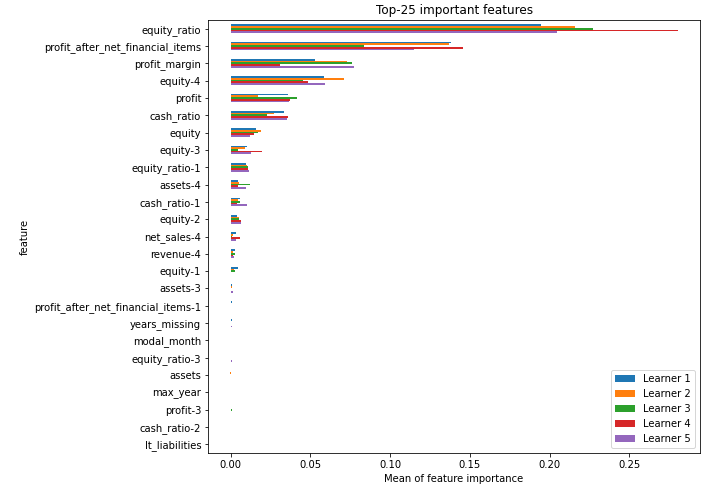 Top-25 important features
equity_ratio
profit_after_net_financial_items
profit_margin
equity-4
profit
cash_ratio
equity
equity-3
equity_ratio-1
assets-4
cash_ratio-1
equity-2
net_sales-4
revenue-4
equity-1
assets-3
profit_after_net_financial_items-1
years_missing
modal_month
equity_ratio-3
assets
max_year
profit-3
cash_ratio-2
lt_liabilities
feature
Learner 1
Learner 2
Learner 3
Learner 4
Learner 5
0.00 0.05 0.10 0.15 0.20 0.25
Mean of feature importance